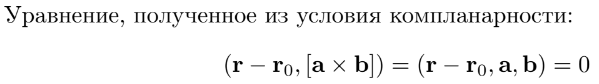 Уравнение, полученное из условия компланарности:
(r − r₀, [a × b]) = (r − r₀, a, b) = 0